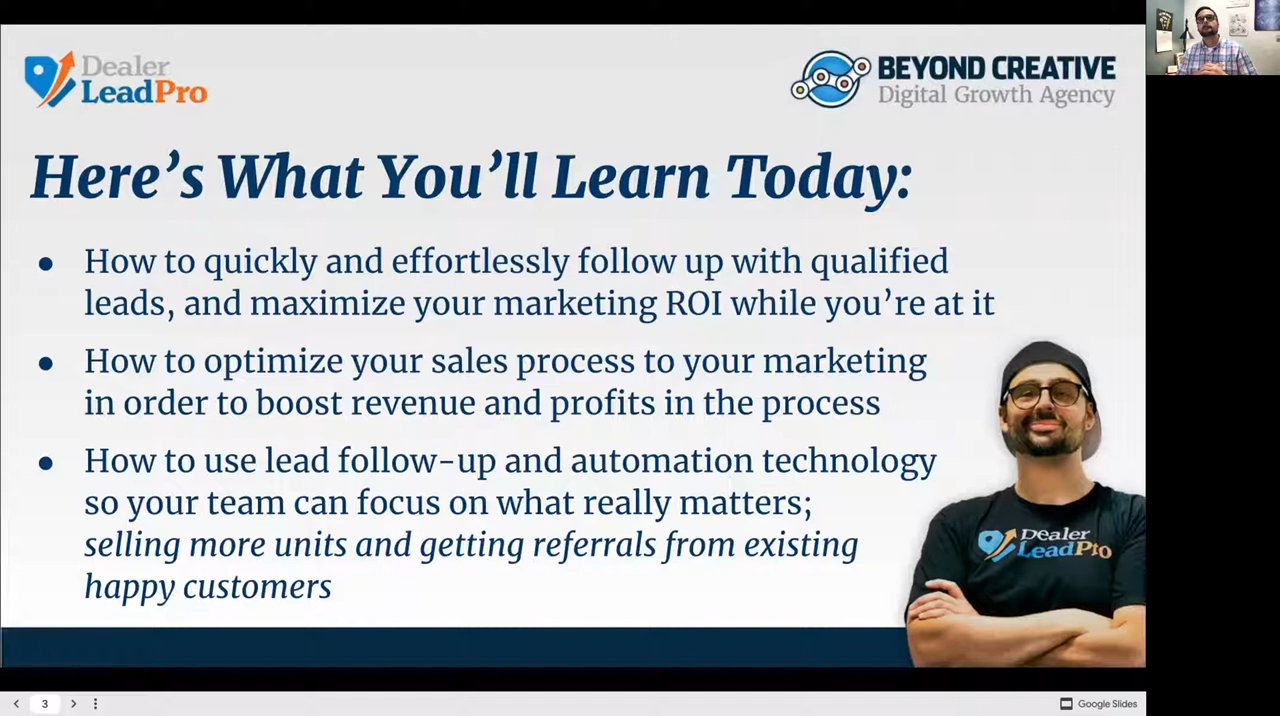 Dealer
LeadPro
BEYOND CREATIVE
Digital Growth Agency
Here’s What You’ll Learn Today:
● How to quickly and effortlessly follow up with qualified
leads, and maximize your marketing ROI while you’re at it
● How to optimize your sales process to your marketing
in order to boost revenue and profits in the process
● How to use lead follow-up and automation technology
so your team can focus on what really matters;
selling more units and getting referrals from existing
happy customers
Dealer
LeadPro
3
Google Slides